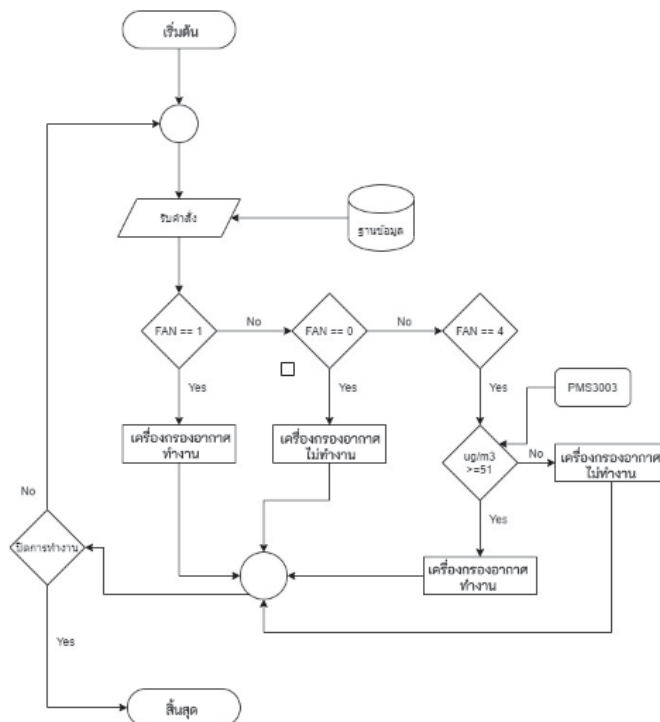 เริ่มต้น
รับคำสั่ง
ฐานข้อมูล
FAN == 1
No
FAN == 0
No
FAN == 4
Yes
Yes
Yes
PMS3003
เครื่องกรองอากาศ
ทำงาน
เครื่องกรองอากาศ
ไม่ทำงาน
ug/m3
>=51
No
เครื่องกรองอากาศ
ไม่ทำงาน
No
Yes
ปิดการทำงาน
เครื่องกรองอากาศ
ทำงาน
Yes
สิ้นสุด